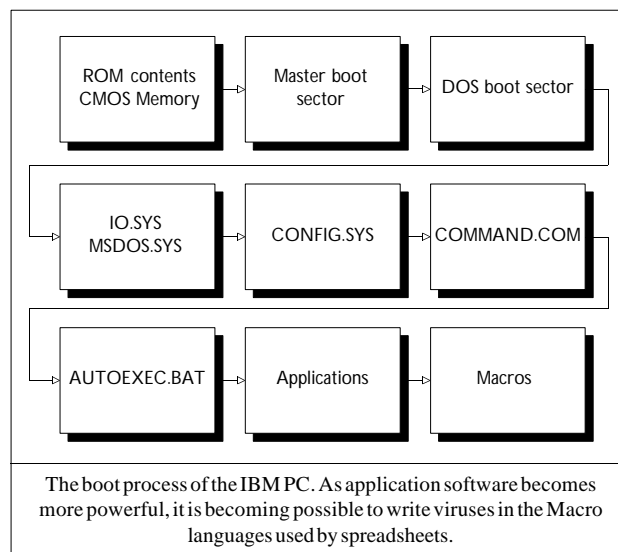 ROM contents
CMOS Memory
Master boot
sector
DOS boot sector
IO.SYS
MSDOS.SYS
CONFIG.SYS
COMMAND.COM
AUTOEXEC.BAT
Applications
Macros
The boot process of the IBM PC. As application software becomes
more powerful, it is becoming possible to write viruses in the Macro
languages used by spreadsheets.